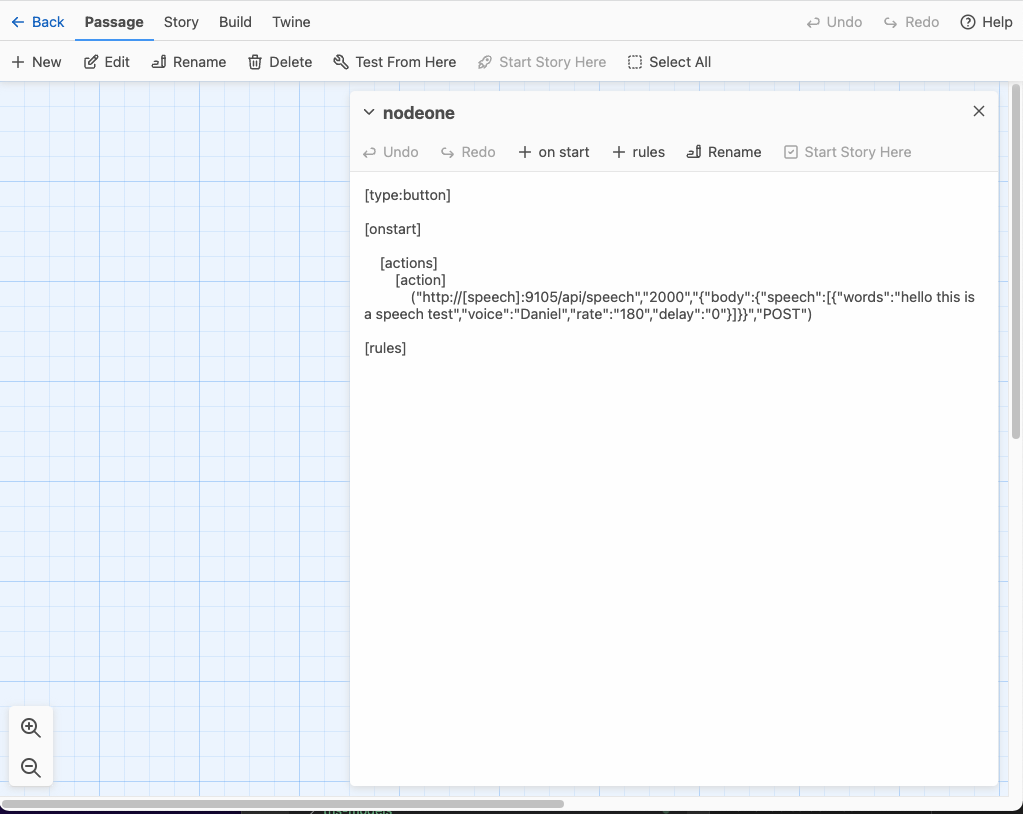 Back Passage Story Build Twine Undo Redo Help
New Edit Rename Delete Test From Here Start Story Here Select All
nodeone
Undo Redo on start rules Rename Start Story Here
[type:button]
[onstart]
[actions]
[action]
("http://[speech]:9105/api/speech","2000","{"body":{"speech":[{"words":"hello this is
a speech test","voice":"Daniel","rate":"180","delay":"0"}]}}","POST")
[rules]